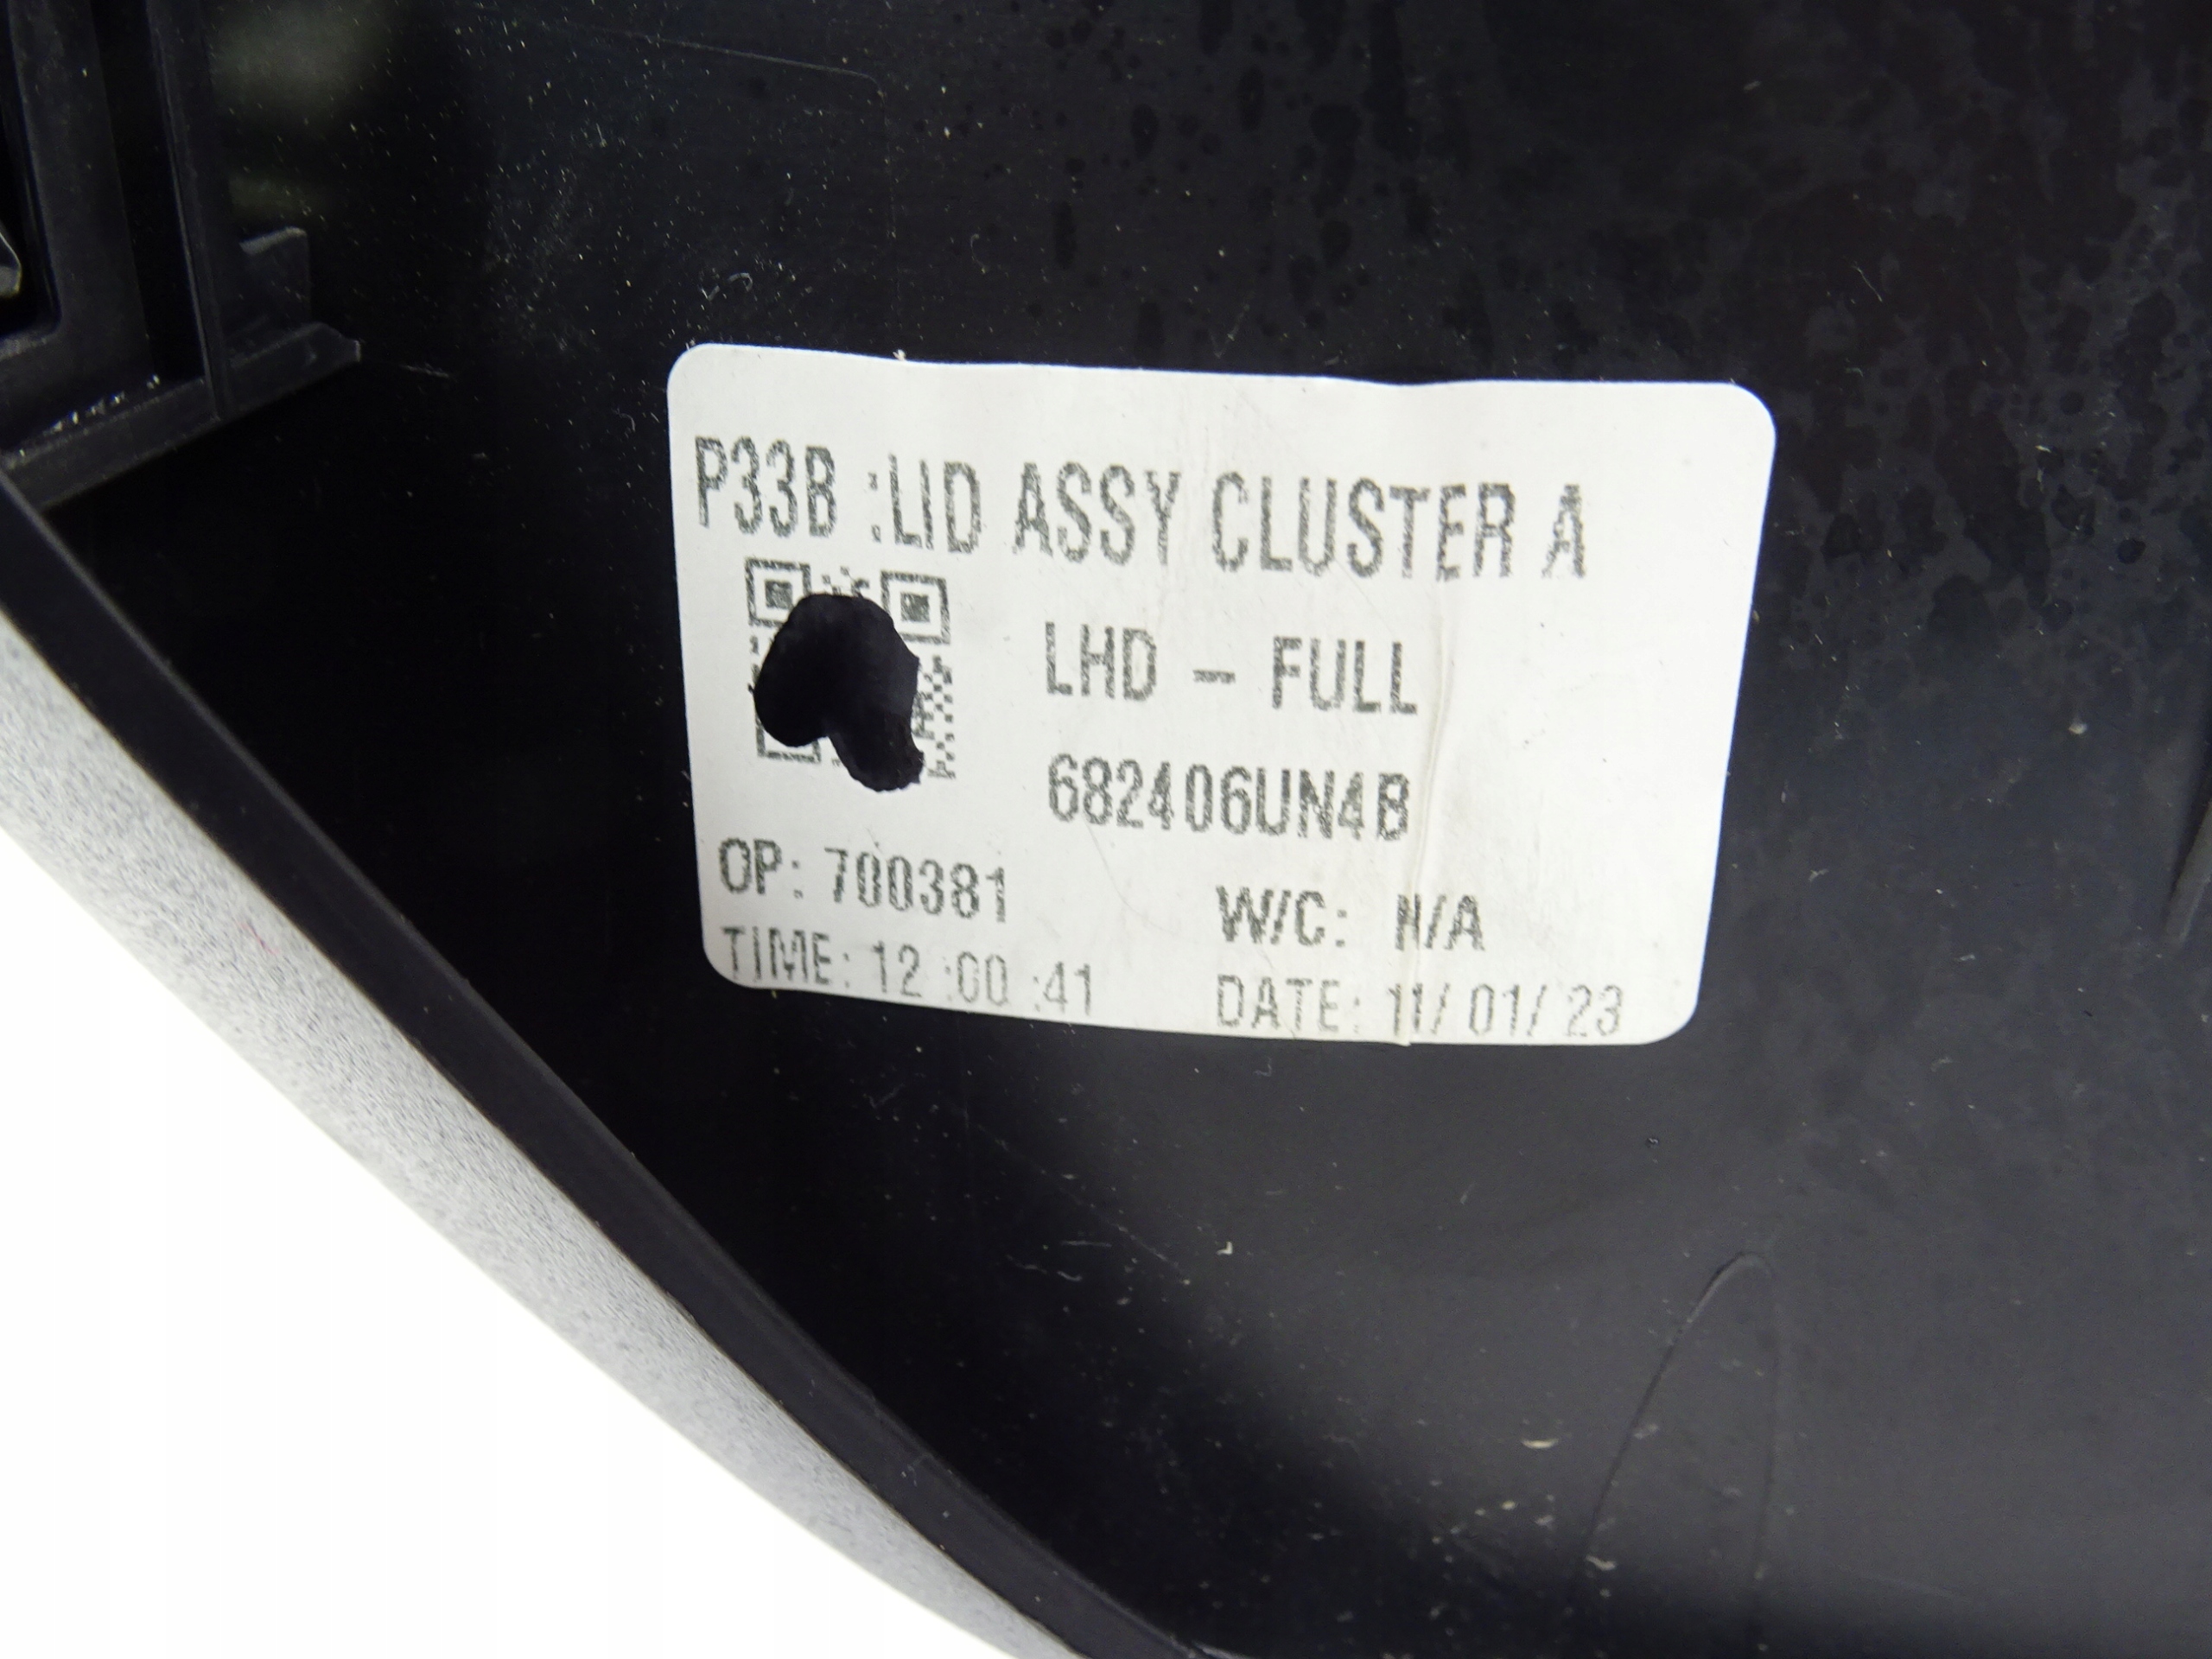 P33B :LID ASSY CLUSTER A
LHD - FULL
682406UN4B
OP: 700381
W/C: N/A
TIME: 12 :00 :41
DATE: 11/ 01/ 23